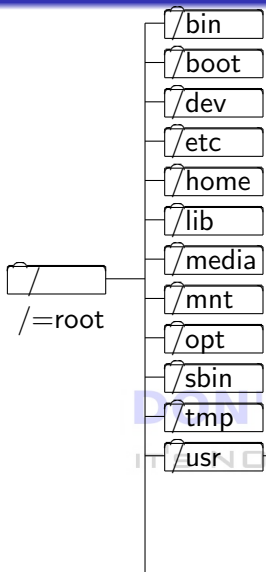 /bin
/boot
/dev
/etc
/home
/lib
/media
/
/mnt
/=root
/opt
/sbin
/tmp
/usr